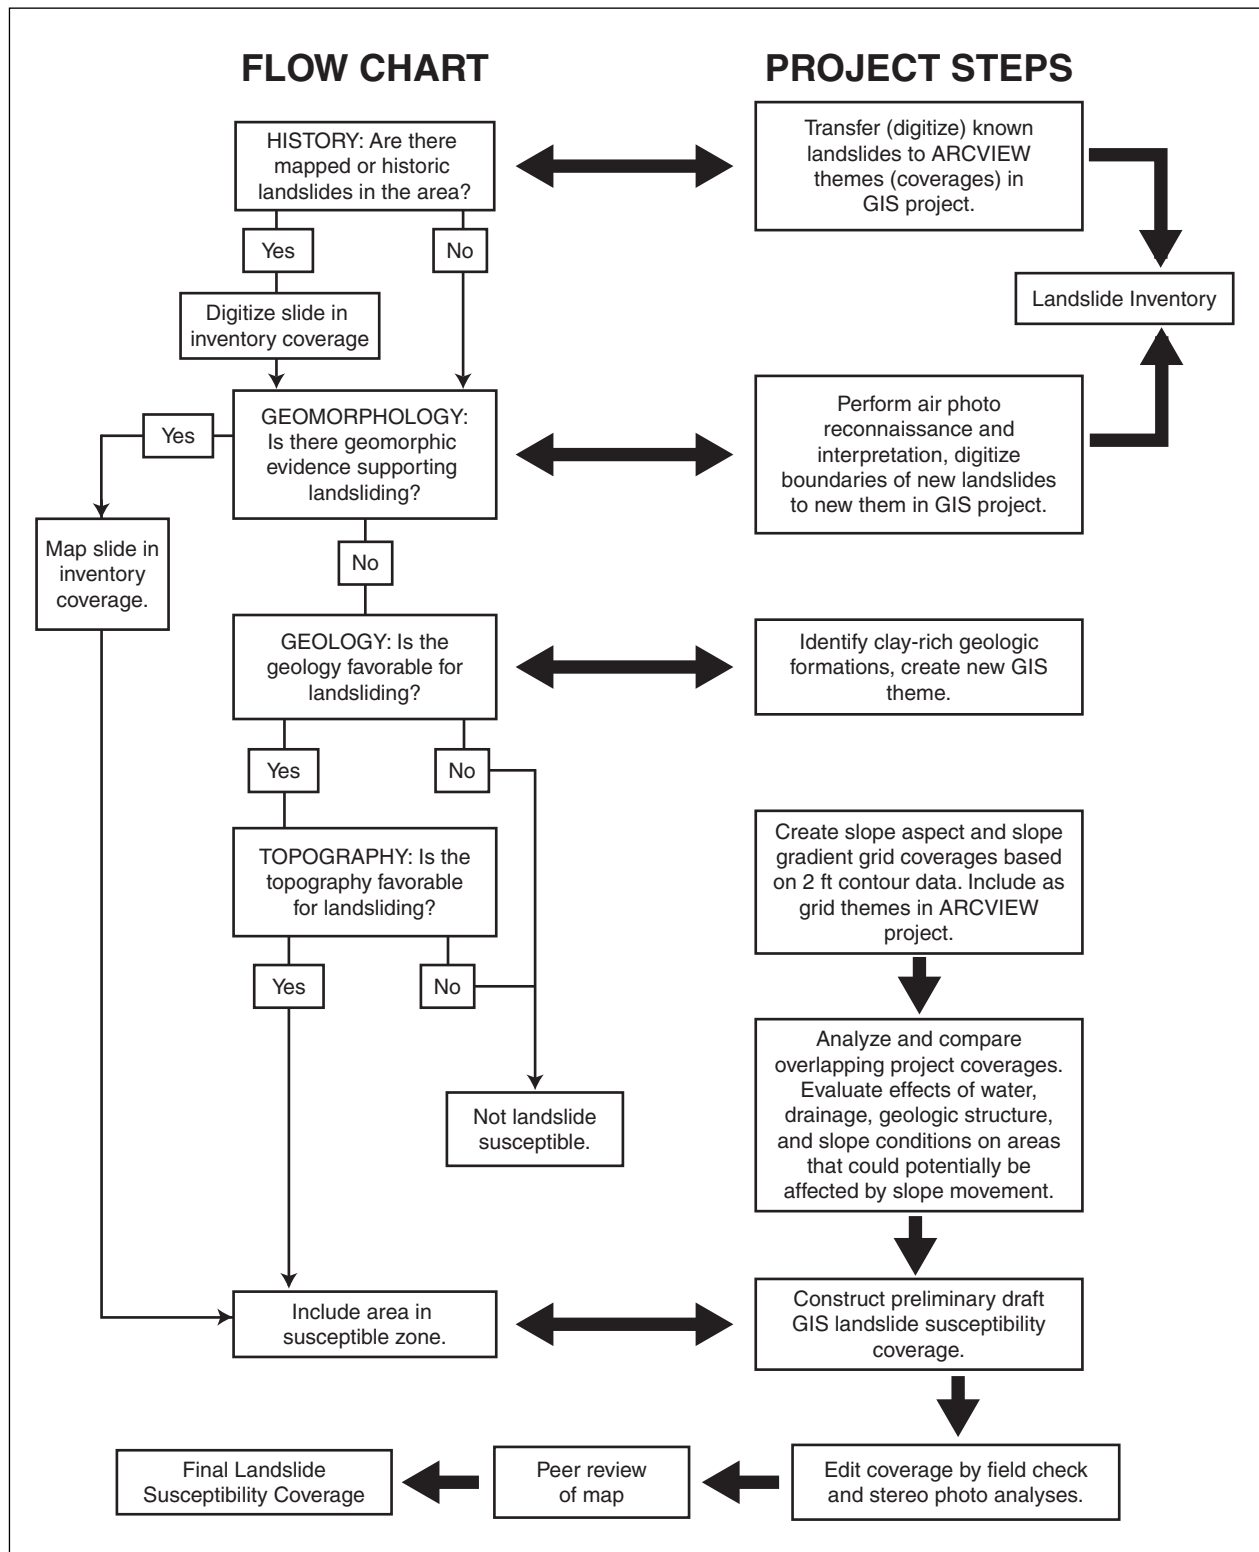 FLOW CHART
PROJECT STEPS
HISTORY: Are there
mapped or historic
landslides in the area?
Transfer (digitize) known
landslides to ARCVIEW
themes (coverages) in
GIS project.
Yes
No
Landslide Inventory
Digitize slide in
inventory coverage
GEOMORPHOLOGY:
Is there geomorphic
evidence supporting
landsliding?
Perform air photo
reconnaissance and
interpretation, digitize
boundaries of new landslides
to new them in GIS project.
Yes
Map slide in
inventory
coverage.
No
GEOLOGY: Is the
geology favorable for
landsliding?
Identify clay-rich geologic
formations, create new GIS
theme.
Yes
No
TOPOGRAPHY: Is the
topography favorable
for landsliding?
Create slope aspect and slope
gradient grid coverages based
on 2 ft contour data. Include as
grid themes in ARCVIEW
project.
Yes
No
Not landslide
susceptible.
Analyze and compare
overlapping project coverages.
Evaluate effects of water,
drainage, geologic structure,
and slope conditions on areas
that could potentially be
affected by slope movement.
Include area in
susceptible zone.
Construct preliminary draft
GIS landslide susceptibility
coverage.
Final Landslide
Susceptibility Coverage
Peer review
of map
Edit coverage by field check
and stereo photo analyses.